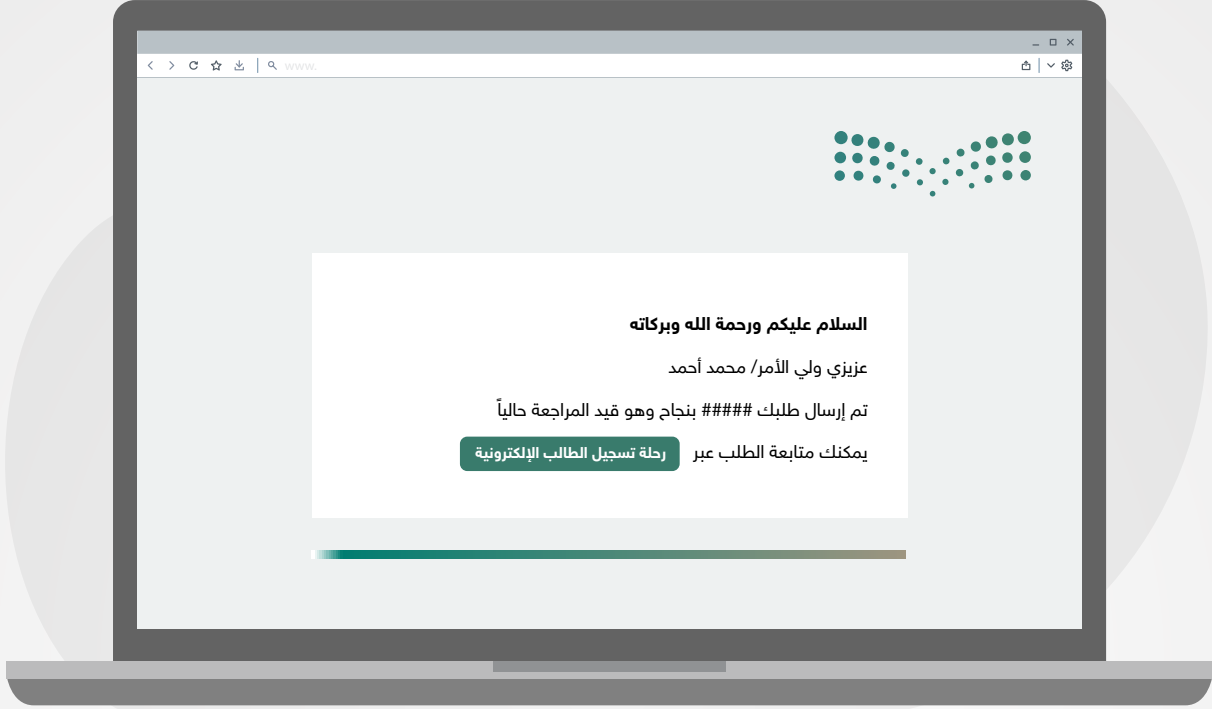 www.
السلام عليكم ورحمة الله وبركاته
عزيزي ولي الأمر/ محمد أحمد
تم إرسال طلبك ##### بنجاح وهو قيد المراجعة حالياً
يمكنك متابعة الطلب عبر رحلة تسجيل الطالب الإلكترونية